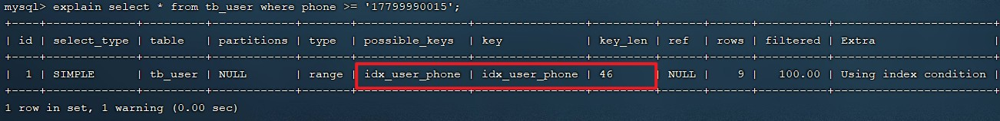 mysql> explain select * from tb_user where phone >= '17799990015';
+----+-------------+---------+------------+-------+----------------+----------------+---------+------+------+----------+-----------------------+
| id | select_type | table | partitions | type | possible_keys | key | key_len | ref | rows | filtered | Extra |
+----+-------------+---------+------------+-------+----------------+----------------+---------+------+------+----------+-----------------------+
| 1 | SIMPLE | tb_user | NULL | range | idx_user_phone | idx_user_phone | 46 | NULL | 9 | 100.00 | Using index condition |
+----+-------------+---------+------------+-------+----------------+----------------+---------+------+------+----------+-----------------------+
1 row in set, 1 warning (0.00 sec)